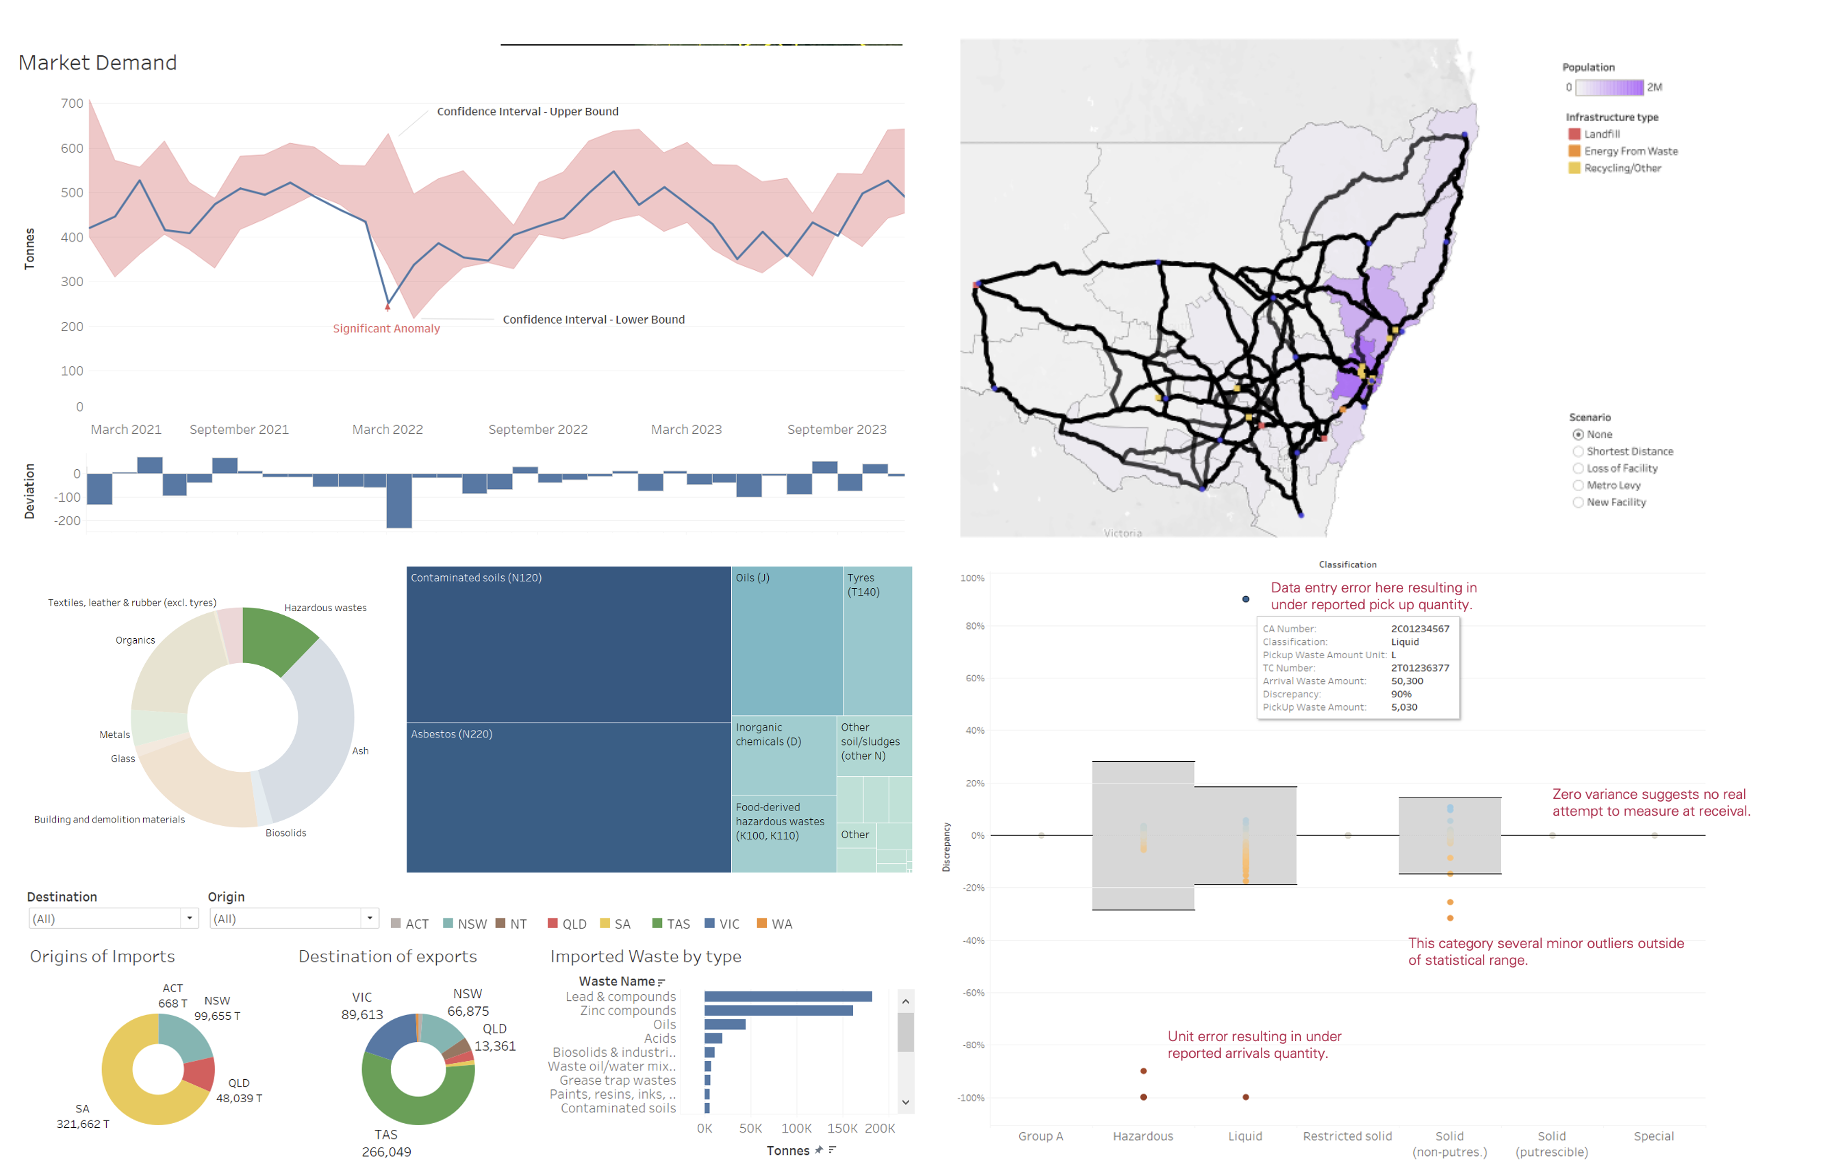 Market Demand
700
600
500
400
300
200
100
0
Tonnes
Confidence Interval - Upper Bound
Significant Anomaly
Confidence Interval - Lower Bound
March 2021
September 2021
March 2022
September 2022
March 2023
September 2023
Deviation
0
-100
-200
Population
0
2M
Infrastructure type
Landfill
Energy From Waste
Recycling/Other
Scenario
None
Shortest Distance
Loss of Facility
Metro Levy
New Facility
Victoria
Textiles, leather & rubber (excl. tyres)
Hazardous wastes
Organics
Metals
Glass
Ash
Building and demolition materials
Biosolids
Contaminated soils (N120)
Asbestos (N220)
Oils (J)
Tyres
(T140)
Inorganic
chemicals (D)
Other
soil/sludges
(other N)
Food-derived
hazardous wastes
(K100, K110)
Other
Classification
100%
80%
60%
40%
20%
0%
-20%
-40%
-60%
-80%
-100%
Discrepancy
Data entry error here resulting in
under reported pick up quantity.
CA Number: 2C01234567
Classification: Liquid
Pickup Waste Amount Unit: L
TC Number: 2T01236377
Arrival Waste Amount: 50,300
Discrepancy: 90%
PickUp Waste Amount: 5,030
Zero variance suggests no real
attempt to measure at receival.
This category several minor outliers outside
of statistical range.
Unit error resulting in under
reported arrivals quantity.
Group A
Hazardous
Liquid
Restricted solid
Solid
(non-putres.)
Solid
(putrescible)
Special
Destination
(All)
Origin
(All)
ACT
NSW
NT
QLD
SA
TAS
VIC
WA
Origins of Imports
ACT
668 T
NSW
99,655 T
QLD
48,039 T
SA
321,662 T
Destination of exports
VIC
89,613
NSW
66,875
QLD
13,361
TAS
266,049
Imported Waste by type
Waste Name
Lead & compounds
Zinc compounds
Oils
Acids
Biosolids & industri..
Waste oil/water mix..
Grease trap wastes
Paints, resins, inks, ..
Contaminated soils
0K
50K
100K
150K
200K
Tonnes